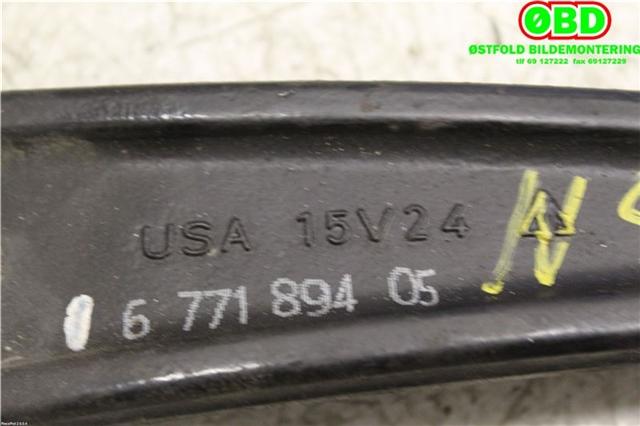 ØBD
ØSTFOLD BILDEMONTERING
tlf 69 127222 fax 69127229
USA 15V24
6 771 894 05
N